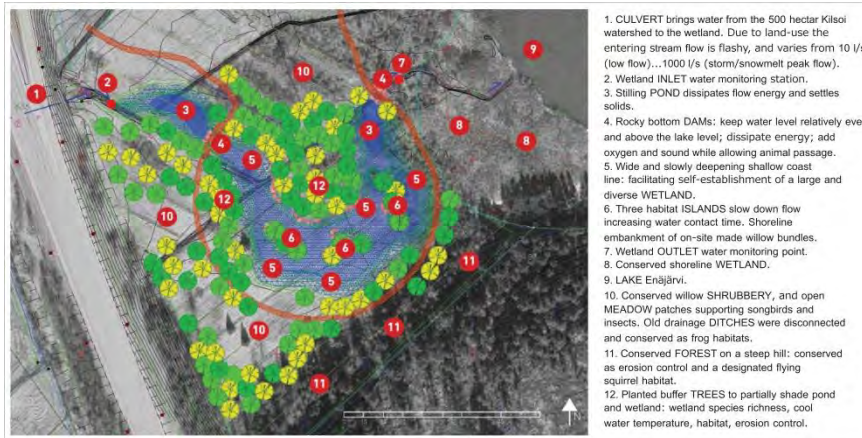 1. CULVERT brings water from the 500 hectar Kilsoi
watershed to the wetland. Due to land-use the
entering stream flow is flashy, and varies from 10 l/s
(low flow)...1000 l/s (storm/snowmelt peak flow).
2. Wetland INLET water monitoring station.
3. Stilling POND dissipates flow energy and settles
solids.
4. Rocky bottom DAMs: keep water level relatively eve
and above the lake level; dissipate energy; add
oxygen and sound while allowing animal passage.
5. Wide and slowly deepening shallow coast
line: facilitating self-establishment of a large and
diverse WETLAND.
6. Three habitat ISLANDS slow down flow
increasing water contact time. Shoreline
embankment of on-site made willow bundles.
7. Wetland OUTLET water monitoring point.
8. Conserved shoreline WETLAND.
9. LAKE Enäjärvi.
10. Conserved willow SHRUBBERY, and open
MEADOW patches supporting songbirds and
insects. Old drainage DITCHES were disconnected
and conserved as frog habitats.
11. Conserved FOREST on a steep hill: conserved
as erosion control and a designated flying
squirrel habitat.
12. Planted buffer TREES to partially shade pond
and wetland: wetland species richness, cool
water temperature, habitat, erosion control.
9
7
10
4
2
1
3
3
8
8
4
5
5
12
12
5
6
10
6
6
5
11
5
10
11
11